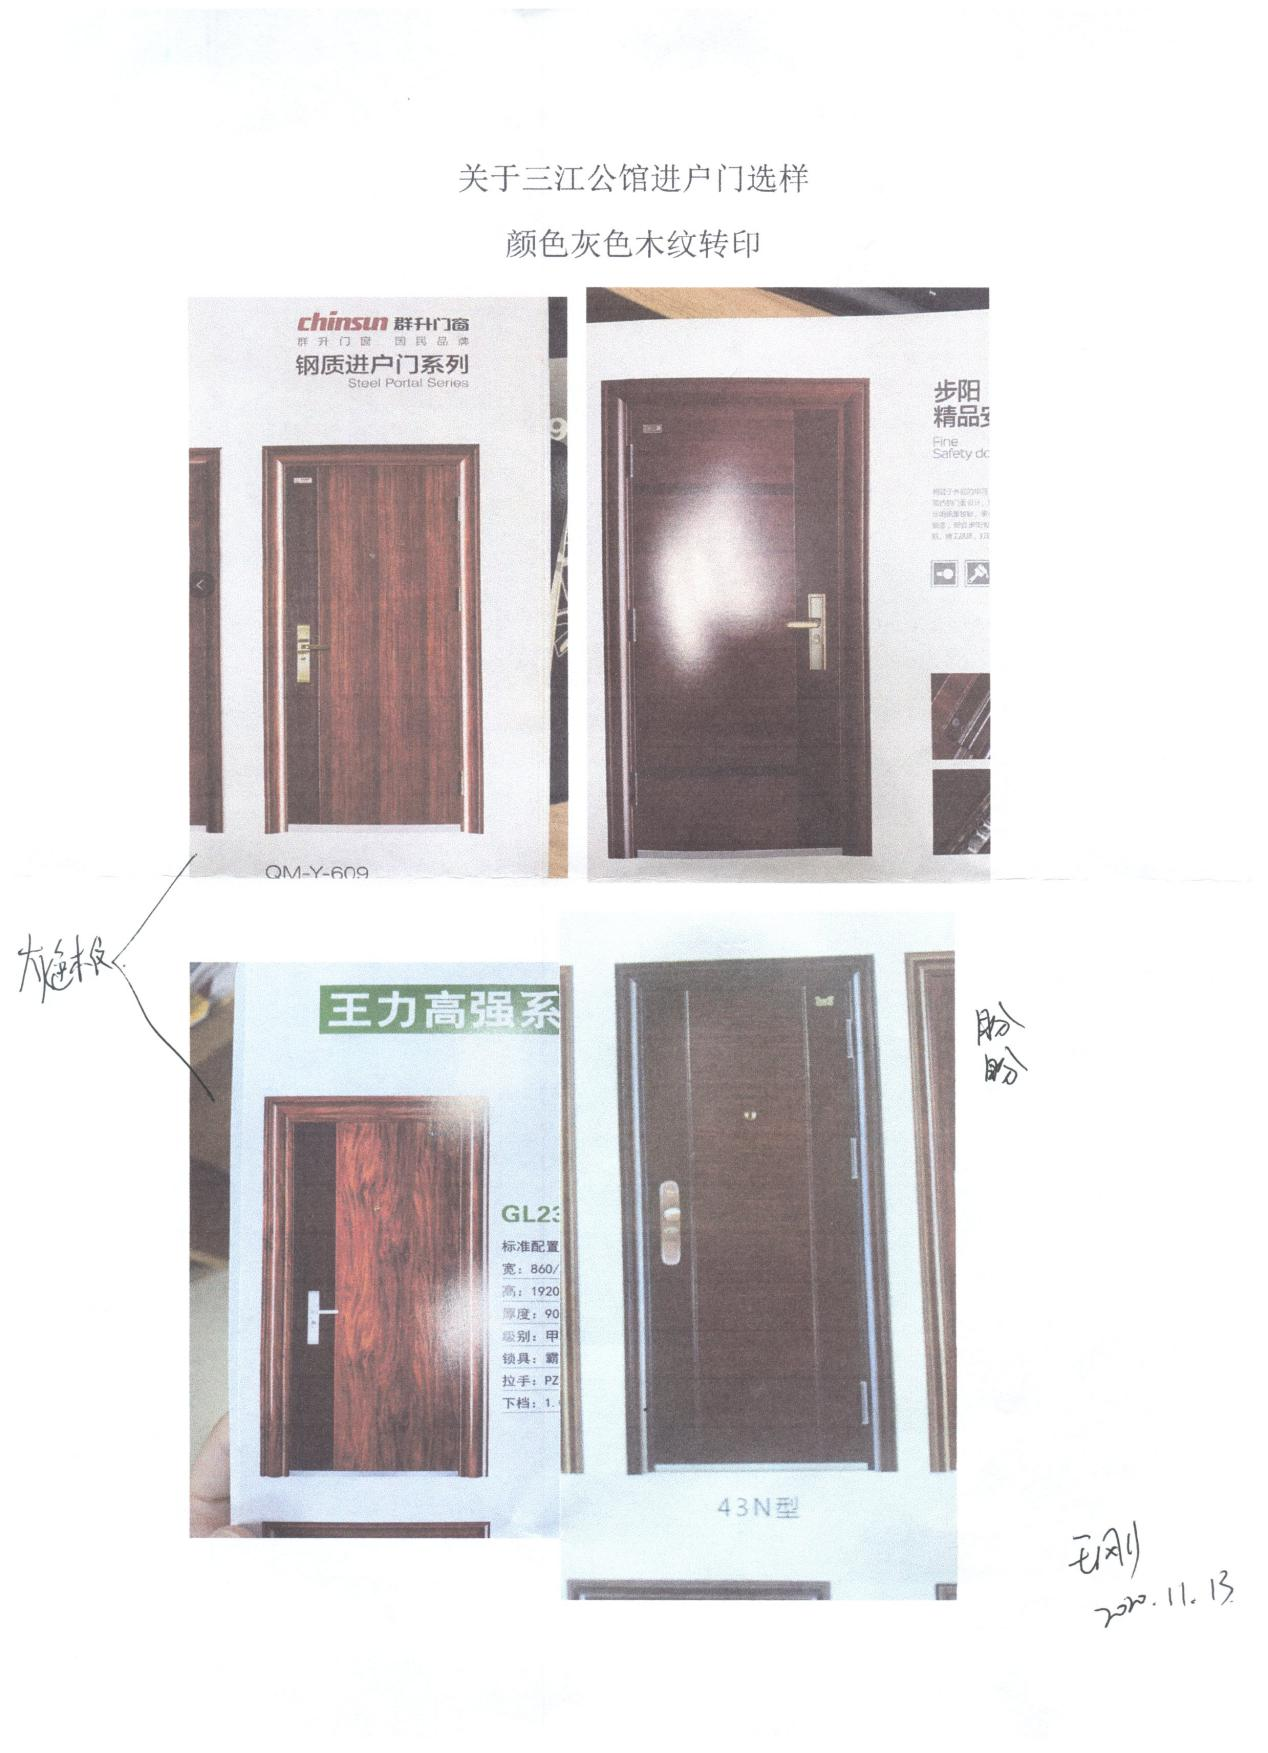 关于三江公馆进户门选样
颜色灰色木纹转印
chinsun 群升门窗
群升门窗 国民品牌
钢质进户门系列
Steel Portal Series
QM-Y-609
步阳
精品安
Fine
Safety do
王力高强系
GL23
标准配置
宽：860/
高：1920
厚度：90
级别：甲
锁具：霸
拉手：PZ
下档：1.
43N型
盼
盼
2020.11.13